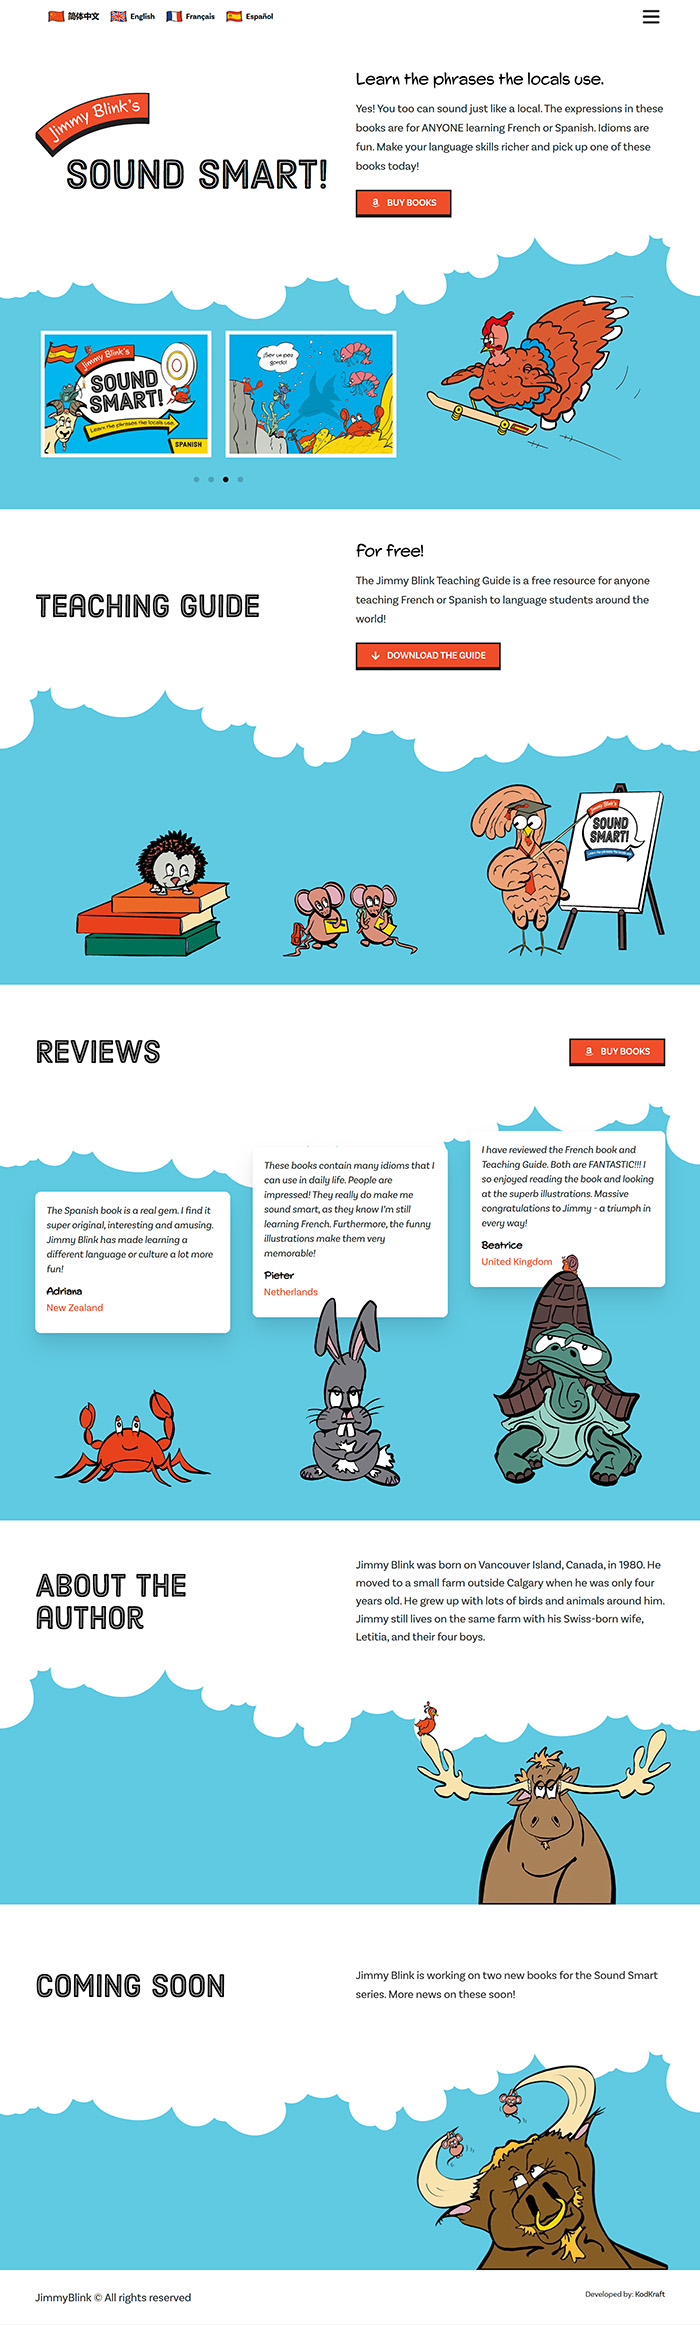 简体中文 English Français Español
Jimmy Blink's
SOUND SMART!
Learn the phrases the locals use.
Yes! You too can sound just like a local. The expressions in these
books are for ANYONE learning French or Spanish. Idioms are
fun. Make your language skills richer and pick up one of these
books today!
BUY BOOKS
Jimmy Blink's
SOUND
SMART!
Learn the phrases the locals use.
SPANISH
¡Ser un pez
gordo!
TEACHING GUIDE
For free!
The Jimmy Blink Teaching Guide is a free resource for anyone
teaching French or Spanish to language students around the
world!
DOWNLOAD THE GUIDE
Jimmy Blink's
SOUND
SMART!
Learn the phrases the locals use.
REVIEWS
BUY BOOKS
The Spanish book is a real gem. I find it
super original, interesting and amusing.
Jimmy Blink has made learning a
different language or culture a lot more
fun!
Adriana
New Zealand
These books contain many idioms that I
can use in daily life. People are
impressed! They really do make me
sound smart, as they know I'm still
learning French. Furthermore, the funny
illustrations make them very
memorable!
Pieter
Netherlands
I have reviewed the French book and
Teaching Guide. Both are FANTASTIC!!! I
so enjoyed reading the book and looking
at the superb illustrations. Massive
congratulations to Jimmy - a triumph in
every way!
Beatrice
United Kingdom
ABOUT THE
AUTHOR
Jimmy Blink was born on Vancouver Island, Canada, in 1980. He
moved to a small farm outside Calgary when he was only four
years old. He grew up with lots of birds and animals around him.
Jimmy still lives on the same farm with his Swiss-born wife,
Letitia, and their four boys.
COMING SOON
Jimmy Blink is working on two new books for the Sound Smart
series. More news on these soon!
JimmyBlink © All rights reserved
Developed by: KodKraft